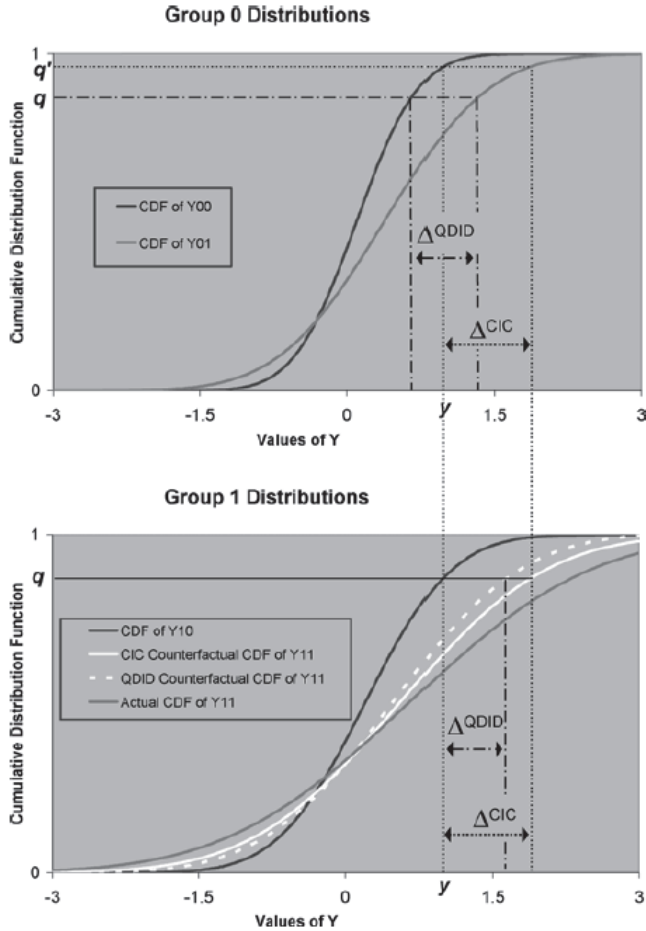 Group 0 Distributions
Cumulative Distribution Function
1
q'
q
0
CDF of Y00
CDF of Y01
Δ^QDID
Δ^CIC
-3
-1.5
0
y
1.5
3
Values of Y
Group 1 Distributions
Cumulative Distribution Function
1
q
0
CDF of Y10
CIC Counterfactual CDF of Y11
QDID Counterfactual CDF of Y11
Actual CDF of Y11
Δ^QDID
Δ^CIC
-3
-1.5
0
y
1.5
3
Values of Y